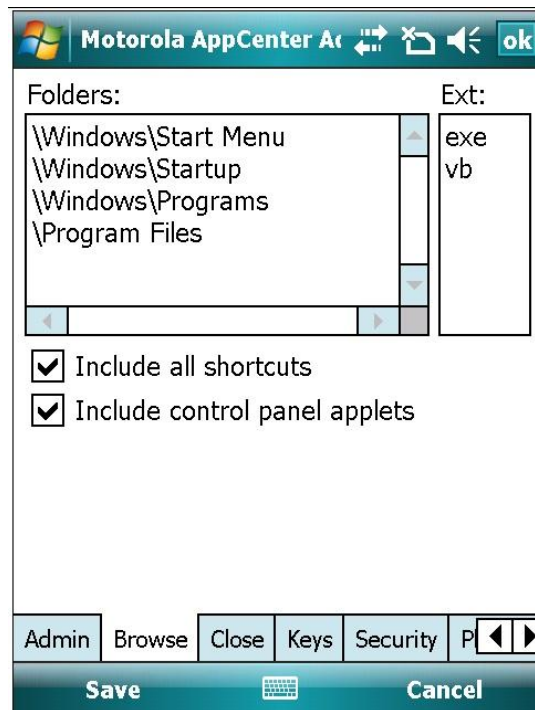 Motorola AppCenter
ok
Folders:
Ext:
\Windows\Start Menu
\Windows\Startup
\Windows\Programs
\Program Files
exe
vb
Include all shortcuts
Include control panel applets
Admin
Browse
Close
Keys
Security
Save
Cancel